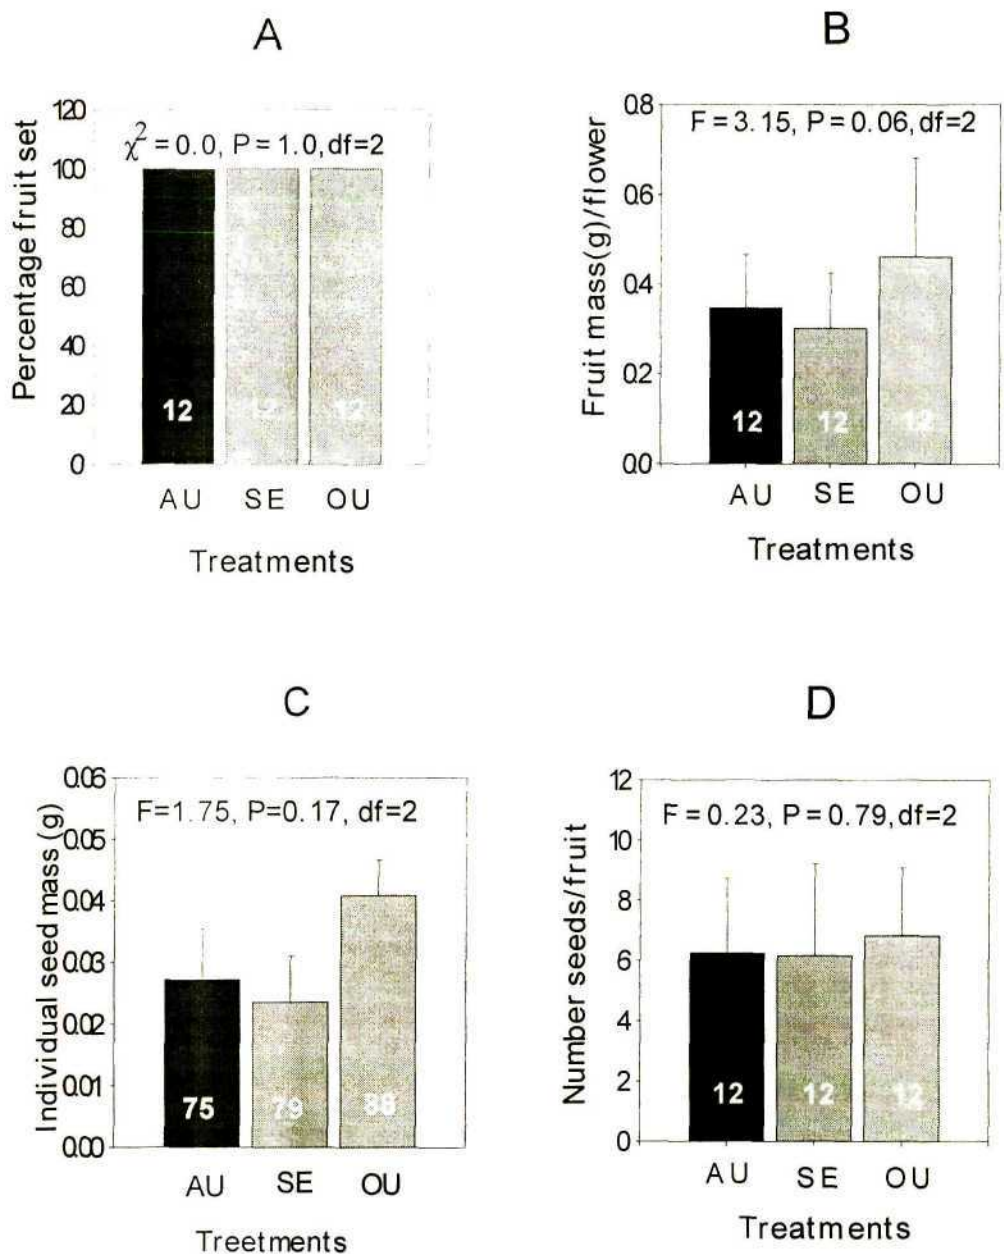 A
Percentage fruit set
120
100
80
60
40
20
0
χ² = 0.0, P = 1.0, df=2
12
12
12
AU SE OU
Treatments
B
Fruit mass(g)/flower
0.8
0.6
0.4
0.2
0.0
F = 3.15, P = 0.06, df=2
12
12
12
AU SE OU
Treatments
C
Individual seed mass (g)
0.06
0.05
0.04
0.03
0.02
0.01
0.00
F=1.75, P=0.17, df=2
75
79
AU SE OU
Treetments
D
Number seeds/fruit
12
10
8
6
4
2
0
F = 0.23, P = 0.79, df=2
12
12
12
AU SE OU
Treatments